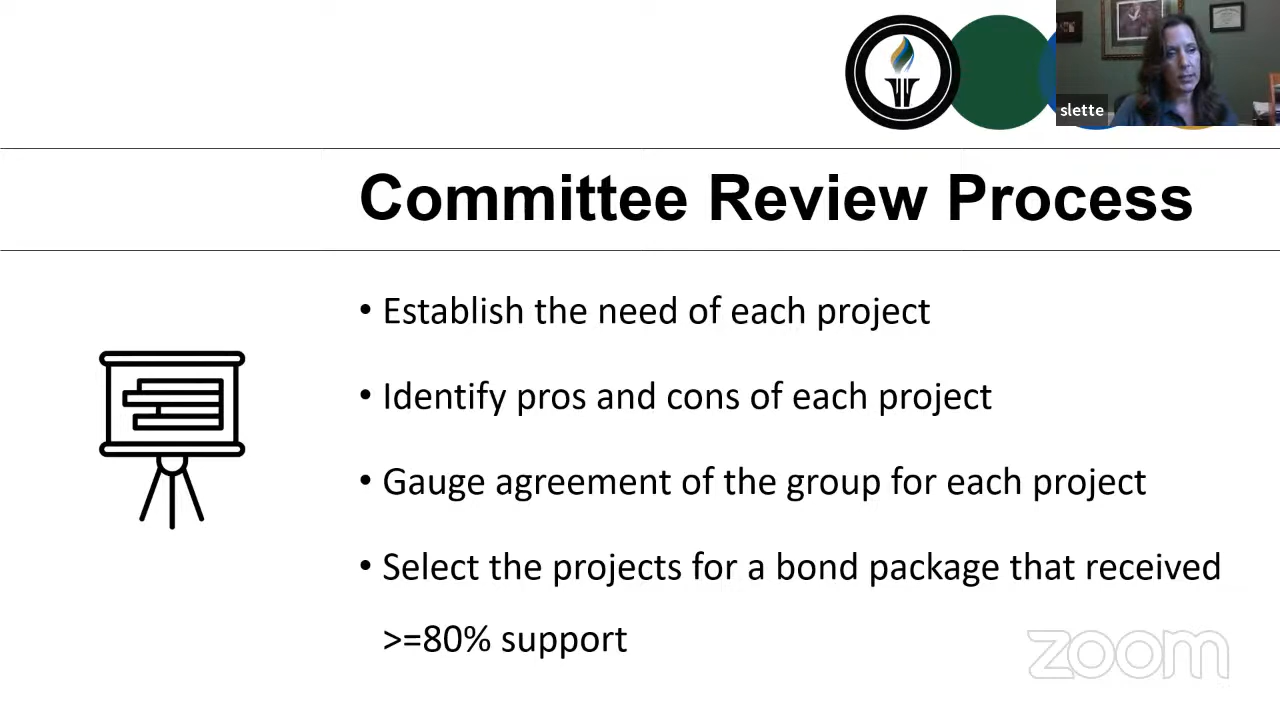 slette
Committee Review Process
• Establish the need of each project
• Identify pros and cons of each project
• Gauge agreement of the group for each project
• Select the projects for a bond package that received
>=80% support
zoom